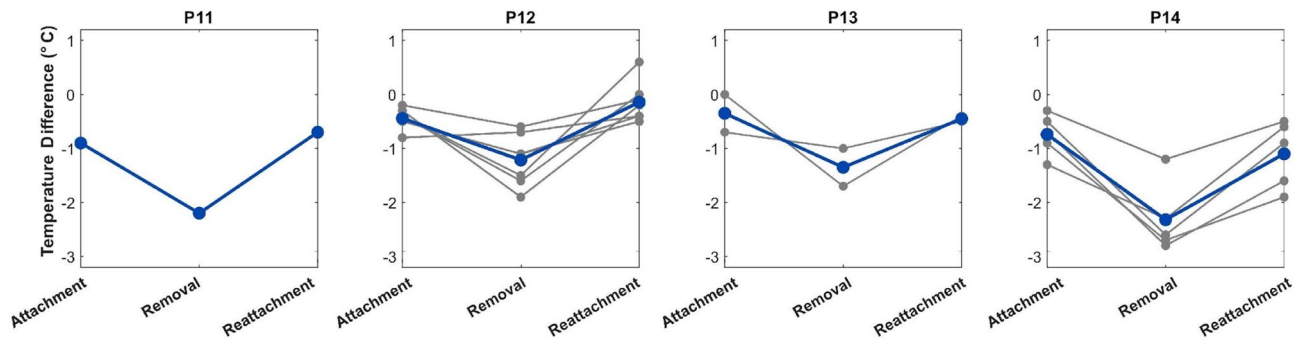 P11
P12
P13
P14
Temperature Difference (° C)
1
0
-1
-2
-3
Attachment
Removal
Reattachment
1
0
-1
-2
-3
Attachment
Removal
Reattachment
1
0
-1
-2
-3
Attachment
Removal
Reattachment
1
0
-1
-2
-3
Attachment
Removal
Reattachment